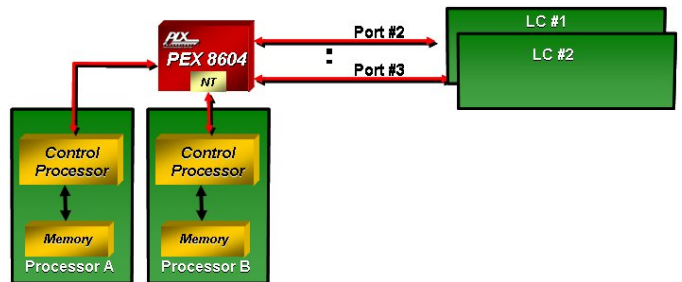 PLX
PEX 8604
NT
Port #2
:
Port #3
LC #1
LC #2
Control
Processor
Memory
Processor A
Control
Processor
Memory
Processor B